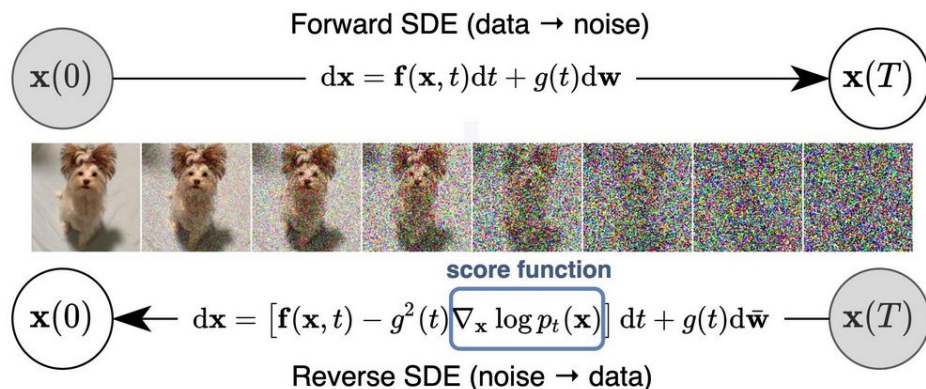 Forward SDE (data → noise)
x(0) dx = f(x, t)dt + g(t)dw x(T)
score function
x(0) dx = [f(x, t) − g²(t)∇ₓ log pₜ(x)] dt + g(t)dw̄ x(T)
Reverse SDE (noise → data)